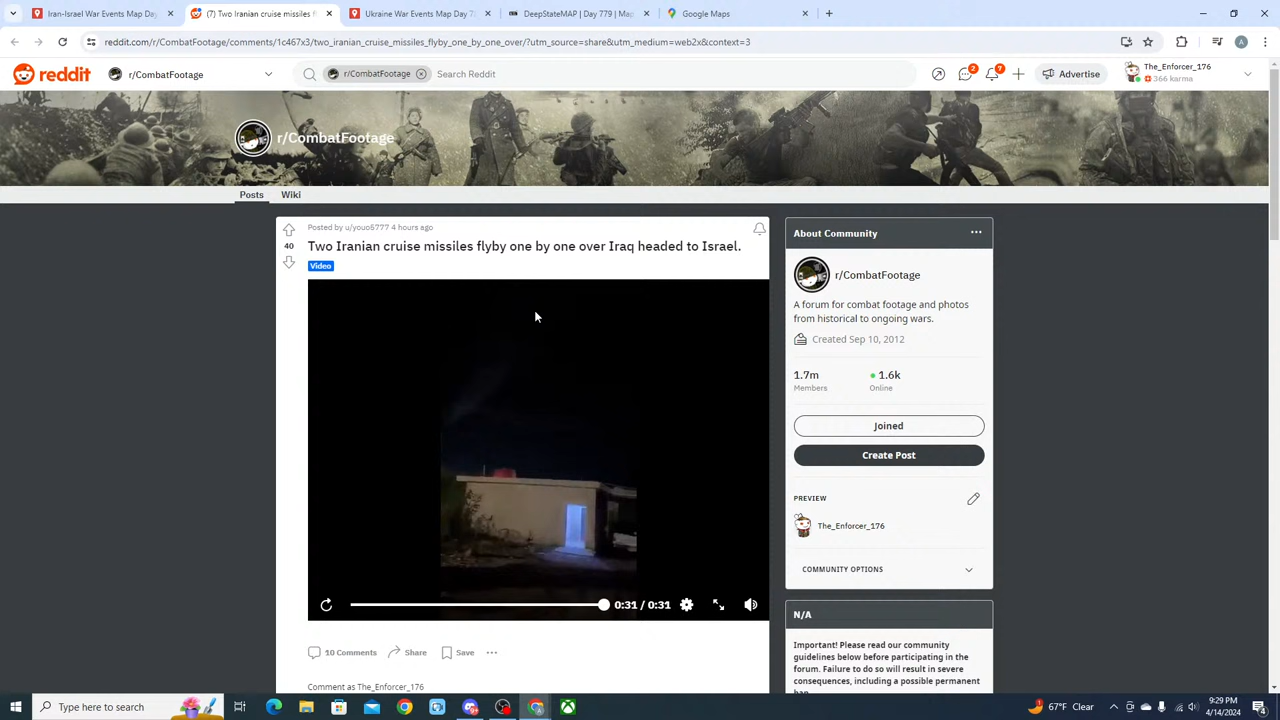 Iran-Israel War Events Map Day
(7) Two Iranian cruise missiles f
Ukraine War Events Map Day 7
DeepStateMAP | Day 779 | Map
Google Maps
reddit.com/r/CombatFootage/comments/1c467x3/two_iranian_cruise_missiles_flyby_one_by_one_over/?utm_source=share&utm_medium=web2x&context=3
A
reddit
r/CombatFootage
r/CombatFootage
Search Reddit
2
7
Advertise
The_Enforcer_176
366 karma
r/CombatFootage
Posts
Wiki
40
Posted by u/youo5777 4 hours ago
Two Iranian cruise missiles flyby one by one over Iraq headed to Israel.
Video
0:31 / 0:31
10 Comments
Share
Save
Comment as The_Enforcer_176
About Community
r/CombatFootage
A forum for combat footage and photos
from historical to ongoing wars.
Created Sep 10, 2012
1.7m
Members
1.6k
Online
Joined
Create Post
PREVIEW
The_Enforcer_176
COMMUNITY OPTIONS
N/A
Important! Please read our community
guidelines below before participating in the
forum. Failure to do so will result in severe
consequences, including a possible permanent
ban.
Type here to search
67°F Clear
9:29 PM
4/14/2024